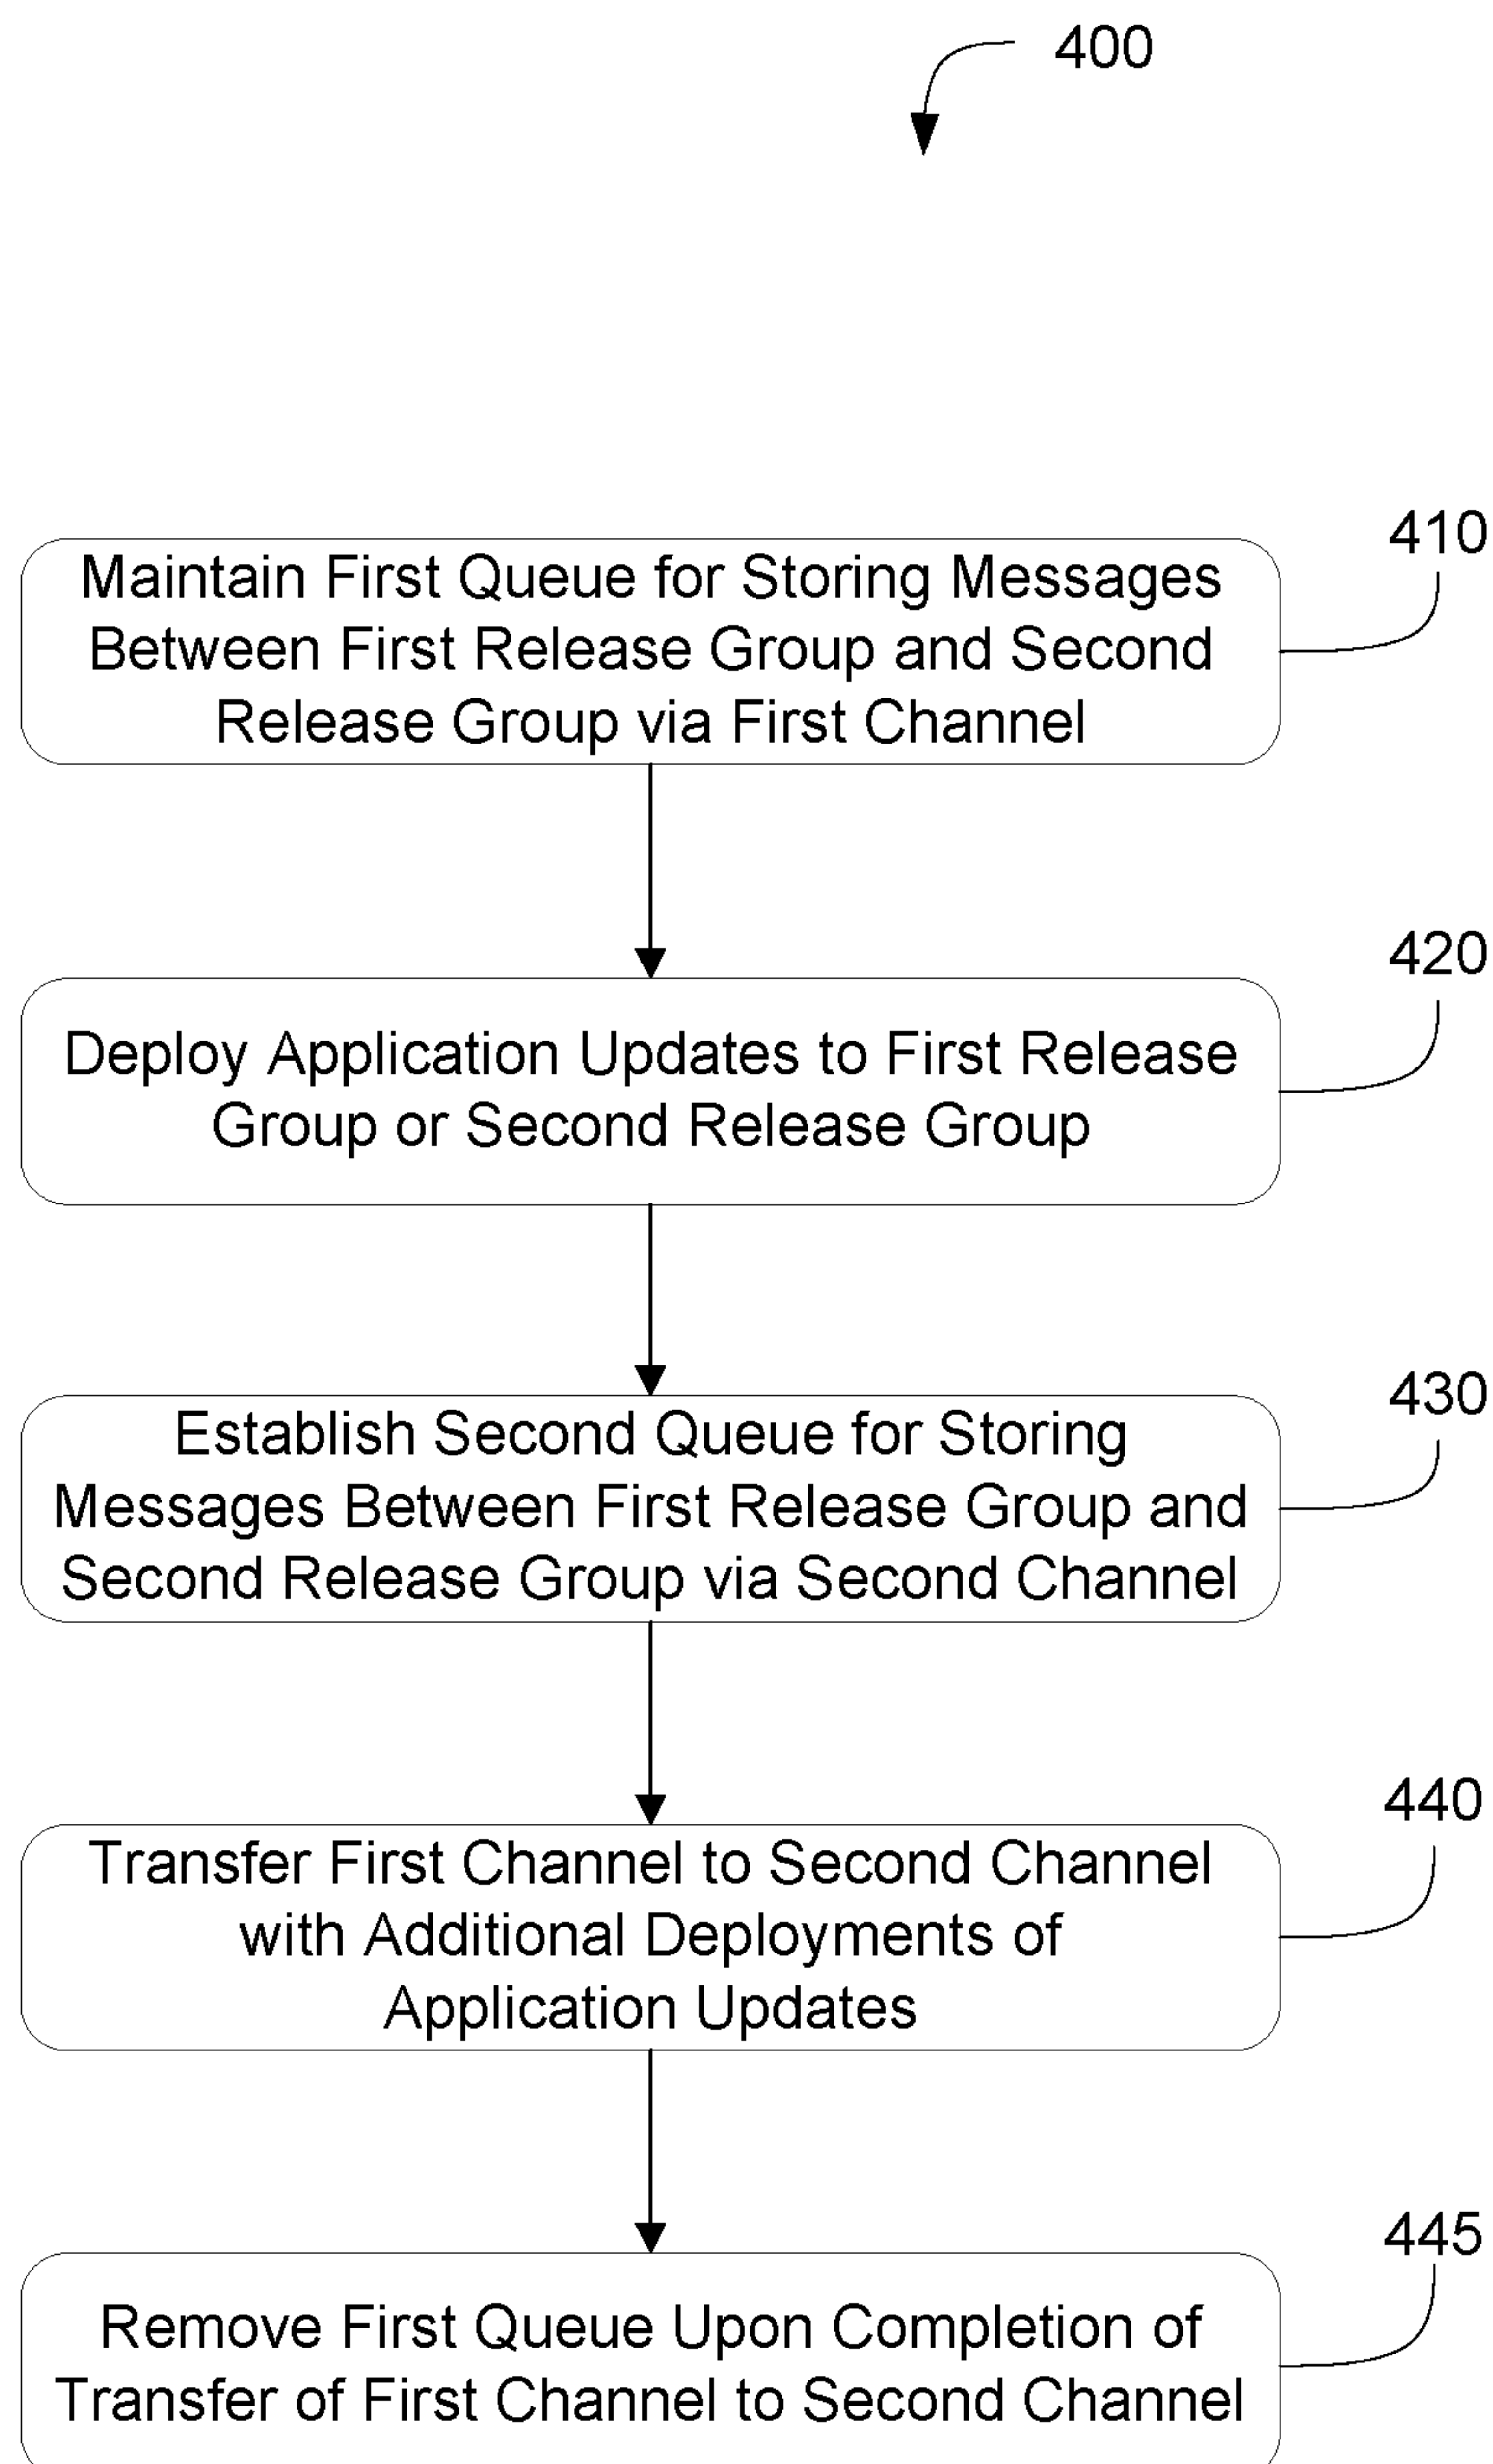 400
410
Maintain First Queue for Storing Messages
Between First Release Group and Second
Release Group via First Channel
420
Deploy Application Updates to First Release
Group or Second Release Group
430
Establish Second Queue for Storing
Messages Between First Release Group and
Second Release Group via Second Channel
440
Transfer First Channel to Second Channel
with Additional Deployments of
Application Updates
445
Remove First Queue Upon Completion of
Transfer of First Channel to Second Channel